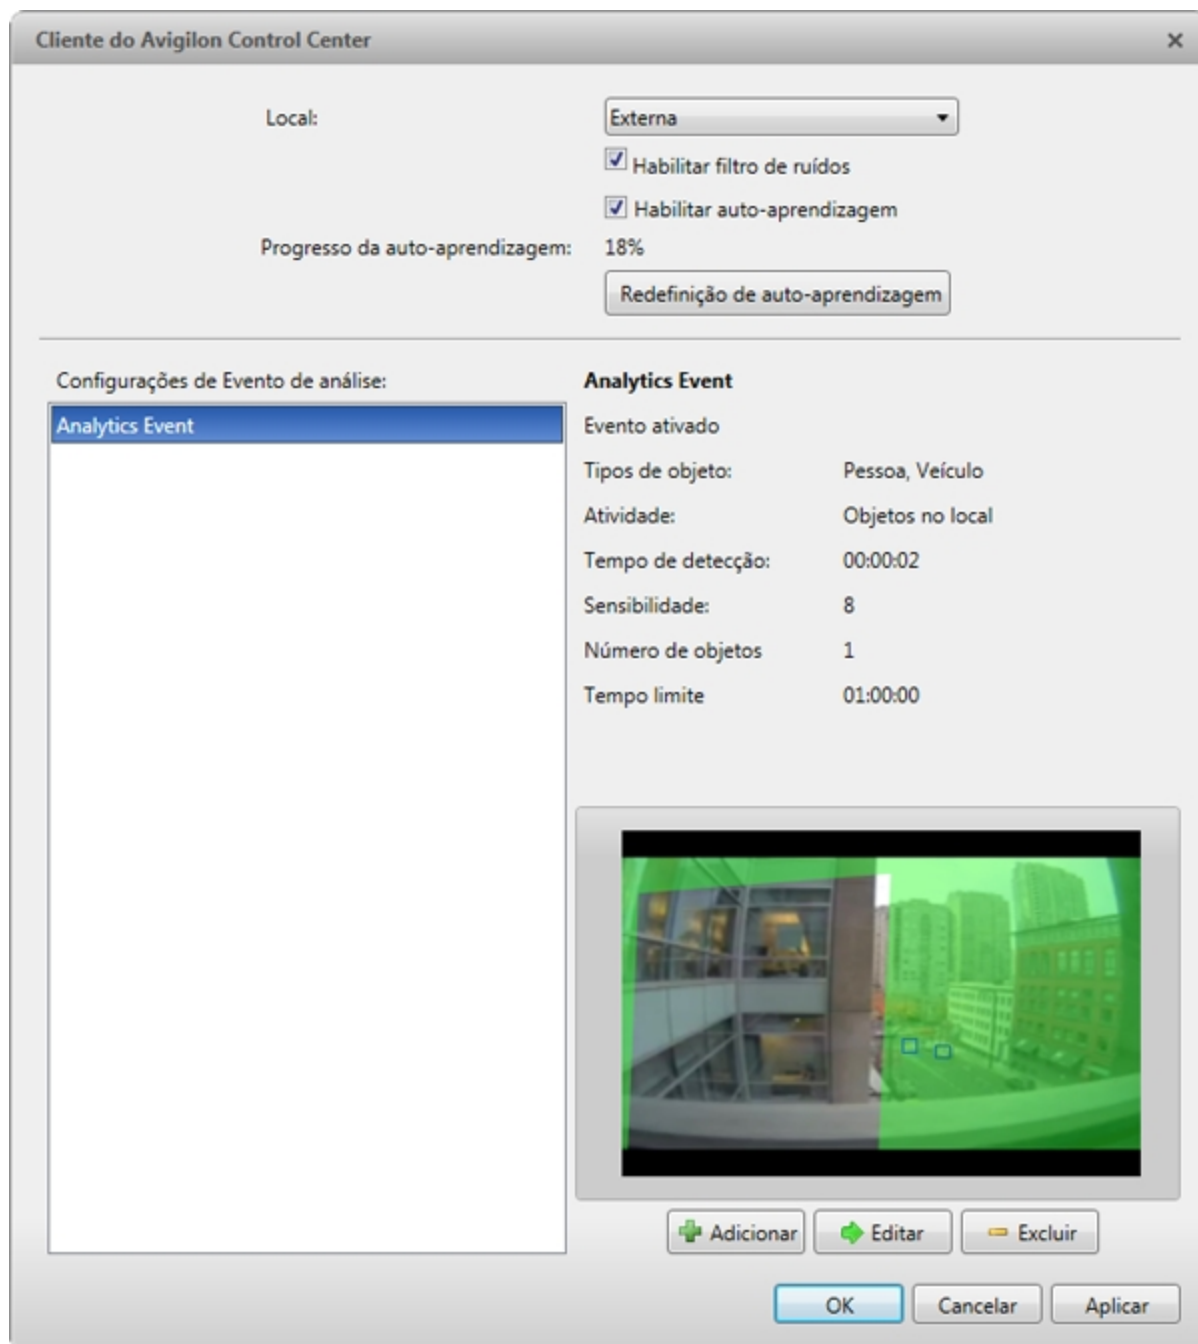 Cliente do Avigilon Control Center
Local:
Externa
Habilitar filtro de ruídos
Habilitar auto-aprendizagem
Progresso da auto-aprendizagem: 18%
Redefinição de auto-aprendizagem
Configurações de Evento de análise:
Analytics Event
Analytics Event
Evento ativado
Tipos de objeto: Pessoa, Veículo
Atividade: Objetos no local
Tempo de detecção: 00:00:02
Sensibilidade: 8
Número de objetos 1
Tempo limite 01:00:00
Adicionar Editar Excluir
OK Cancelar Aplicar